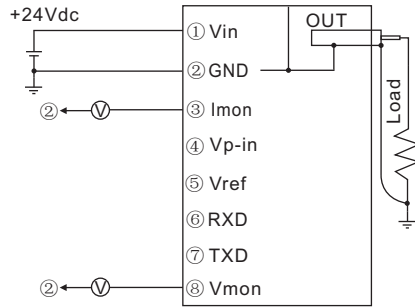 +24Vdc
OUT
① Vin
② GND
② V ③ Imon
④ Vp-in
⑤ Vref
⑥ RXD
⑦ TXD
② V ⑧ Vmon
Load